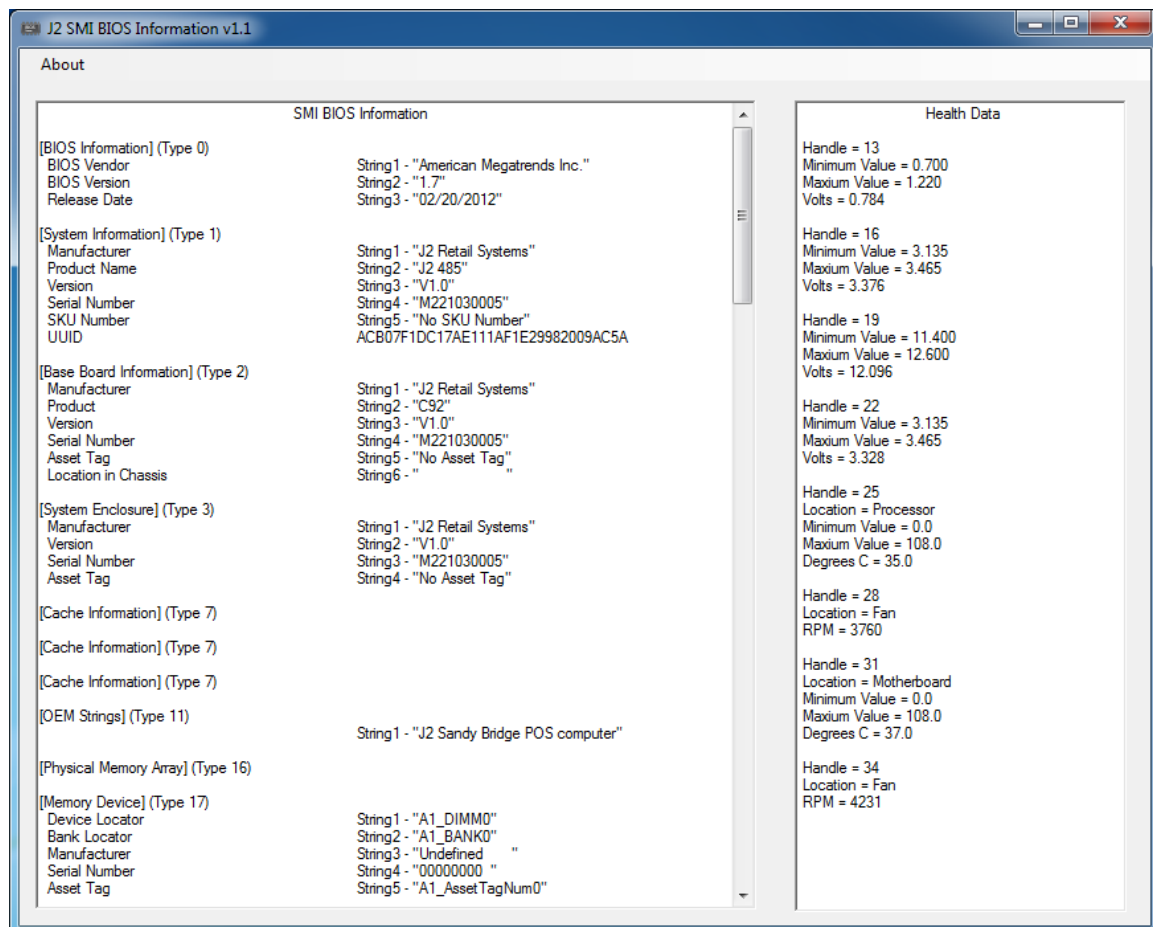 J2 SMI BIOS Information v1.1
About
SMI BIOS Information
[BIOS Information] (Type 0)
BIOS Vendor String1 - "American Megatrends Inc."
BIOS Version String2 - "1.7"
Release Date String3 - "02/20/2012"
[System Information] (Type 1)
Manufacturer String1 - "J2 Retail Systems"
Product Name String2 - "J2 485"
Version String3 - "V1.0"
Serial Number String4 - "M221030005"
SKU Number String5 - "No SKU Number"
UUID ACB07F1DC17AE111AF1E29982009AC5A
[Base Board Information] (Type 2)
Manufacturer String1 - "J2 Retail Systems"
Product String2 - "C92"
Version String3 - "V1.0"
Serial Number String4 - "M221030005"
Asset Tag String5 - "No Asset Tag"
Location in Chassis String6 - " "
[System Enclosure] (Type 3)
Manufacturer String1 - "J2 Retail Systems"
Version String2 - "V1.0"
Serial Number String3 - "M221030005"
Asset Tag String4 - "No Asset Tag"
[Cache Information] (Type 7)
[Cache Information] (Type 7)
[Cache Information] (Type 7)
[OEM Strings] (Type 11)
String1 - "J2 Sandy Bridge POS computer"
[Physical Memory Array] (Type 16)
[Memory Device] (Type 17)
Device Locator String1 - "A1_DIMM0"
Bank Locator String2 - "A1_BANK0"
Manufacturer String3 - "Undefined "
Serial Number String4 - "00000000 "
Asset Tag String5 - "A1_AssetTagNum0"
Health Data
Handle = 13
Minimum Value = 0.700
Maxium Value = 1.220
Volts = 0.784
Handle = 16
Minimum Value = 3.135
Maxium Value = 3.465
Volts = 3.376
Handle = 19
Minimum Value = 11.400
Maxium Value = 12.600
Volts = 12.096
Handle = 22
Minimum Value = 3.135
Maxium Value = 3.465
Volts = 3.328
Handle = 25
Location = Processor
Minimum Value = 0.0
Maxium Value = 108.0
Degrees C = 35.0
Handle = 28
Location = Fan
RPM = 3760
Handle = 31
Location = Motherboard
Minimum Value = 0.0
Maxium Value = 108.0
Degrees C = 37.0
Handle = 34
Location = Fan
RPM = 4231